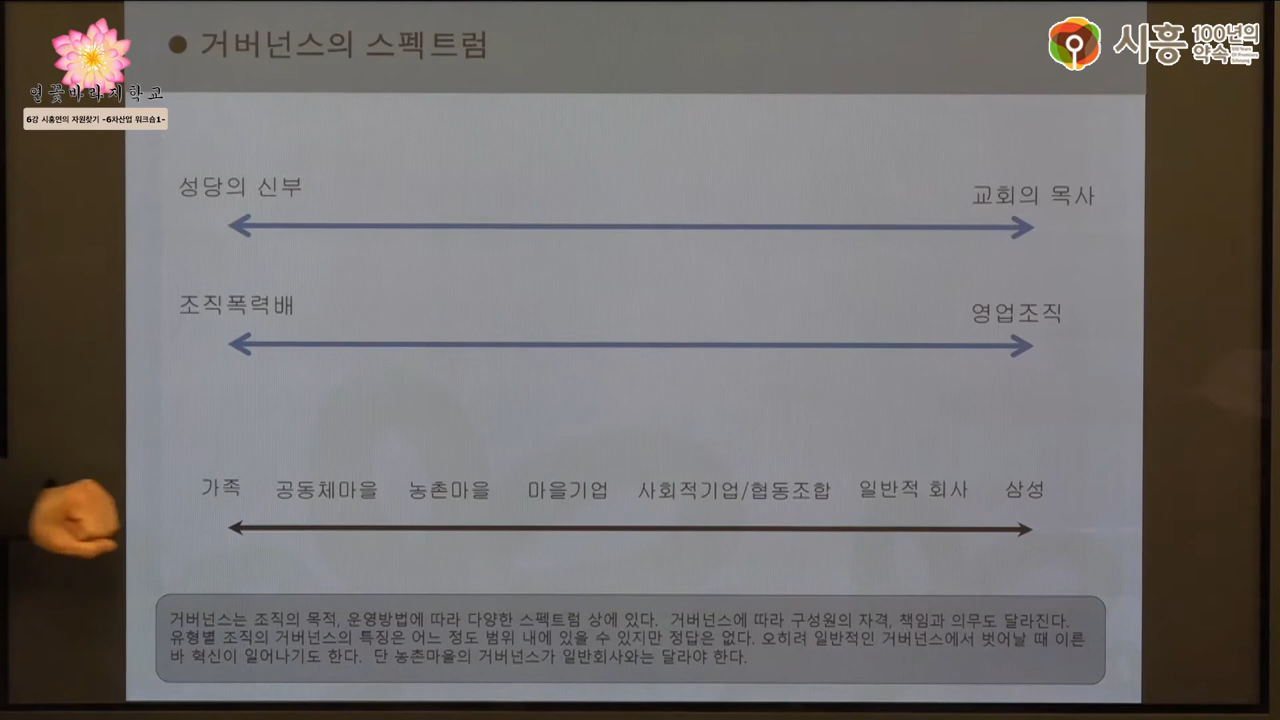 거버넌스의 스펙트럼
시흥 100년의 약속
연꽃바라지학교
6강 시흥연의 자원찾기 -6차산업 워크숍1-
성당의 신부
교회의 목사
조직폭력배
영업조직
가족 공동체마을 농촌마을 마을기업 사회적기업/협동조합 일반적 회사 삼성
거버넌스는 조직의 목적, 운영방법에 따라 다양한 스펙트럼 상에 있다. 거버넌스에 따라 구성원의 자격, 책임과 의무도 달라진다.
유형별 조직의 거버넌스의 특징은 어느 정도 범위 내에 있을 수 있지만 정답은 없다. 오히려 일반적인 거버넌스에서 벗어날 때 이른
바 혁신이 일어나기도 한다. 단 농촌마을의 거버넌스가 일반회사와는 달라야 한다.